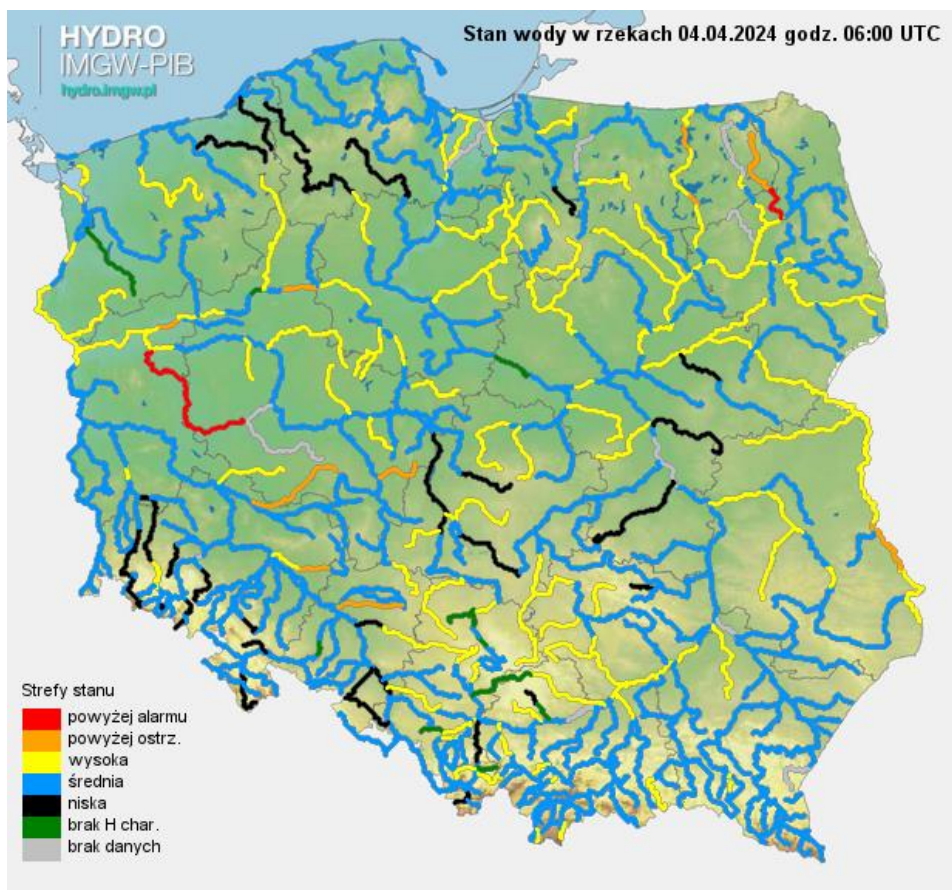 HYDRO
IMGW-PIB
hydro.imgw.pl
Stan wody w rzekach 04.04.2024 godz. 06:00 UTC
Strefy stanu
powyżej alarmu
powyżej ostrz.
wysoka
średnia
niska
brak H char.
brak danych